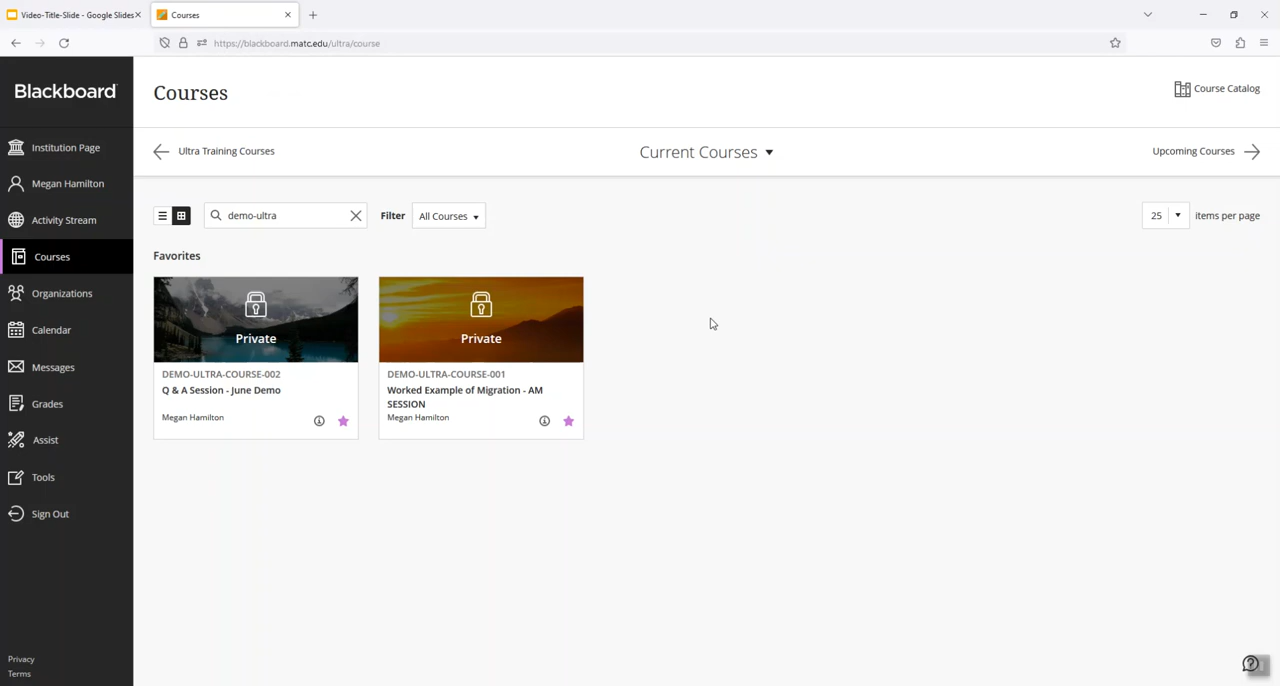 Video-Title-Slide - Google Slides
Courses
https://blackboard.matc.edu/ultra/course
Blackboard
Institution Page
Megan Hamilton
Activity Stream
Courses
Organizations
Calendar
Messages
Grades
Assist
Tools
Sign Out
Privacy
Terms
Courses
Course Catalog
Ultra Training Courses
Current Courses
Upcoming Courses
demo-ultra
Filter
All Courses
25
items per page
Favorites
Private
DEMO-ULTRA-COURSE-002
Q & A Session - June Demo
Megan Hamilton
Private
DEMO-ULTRA-COURSE-001
Worked Example of Migration - AM
SESSION
Megan Hamilton